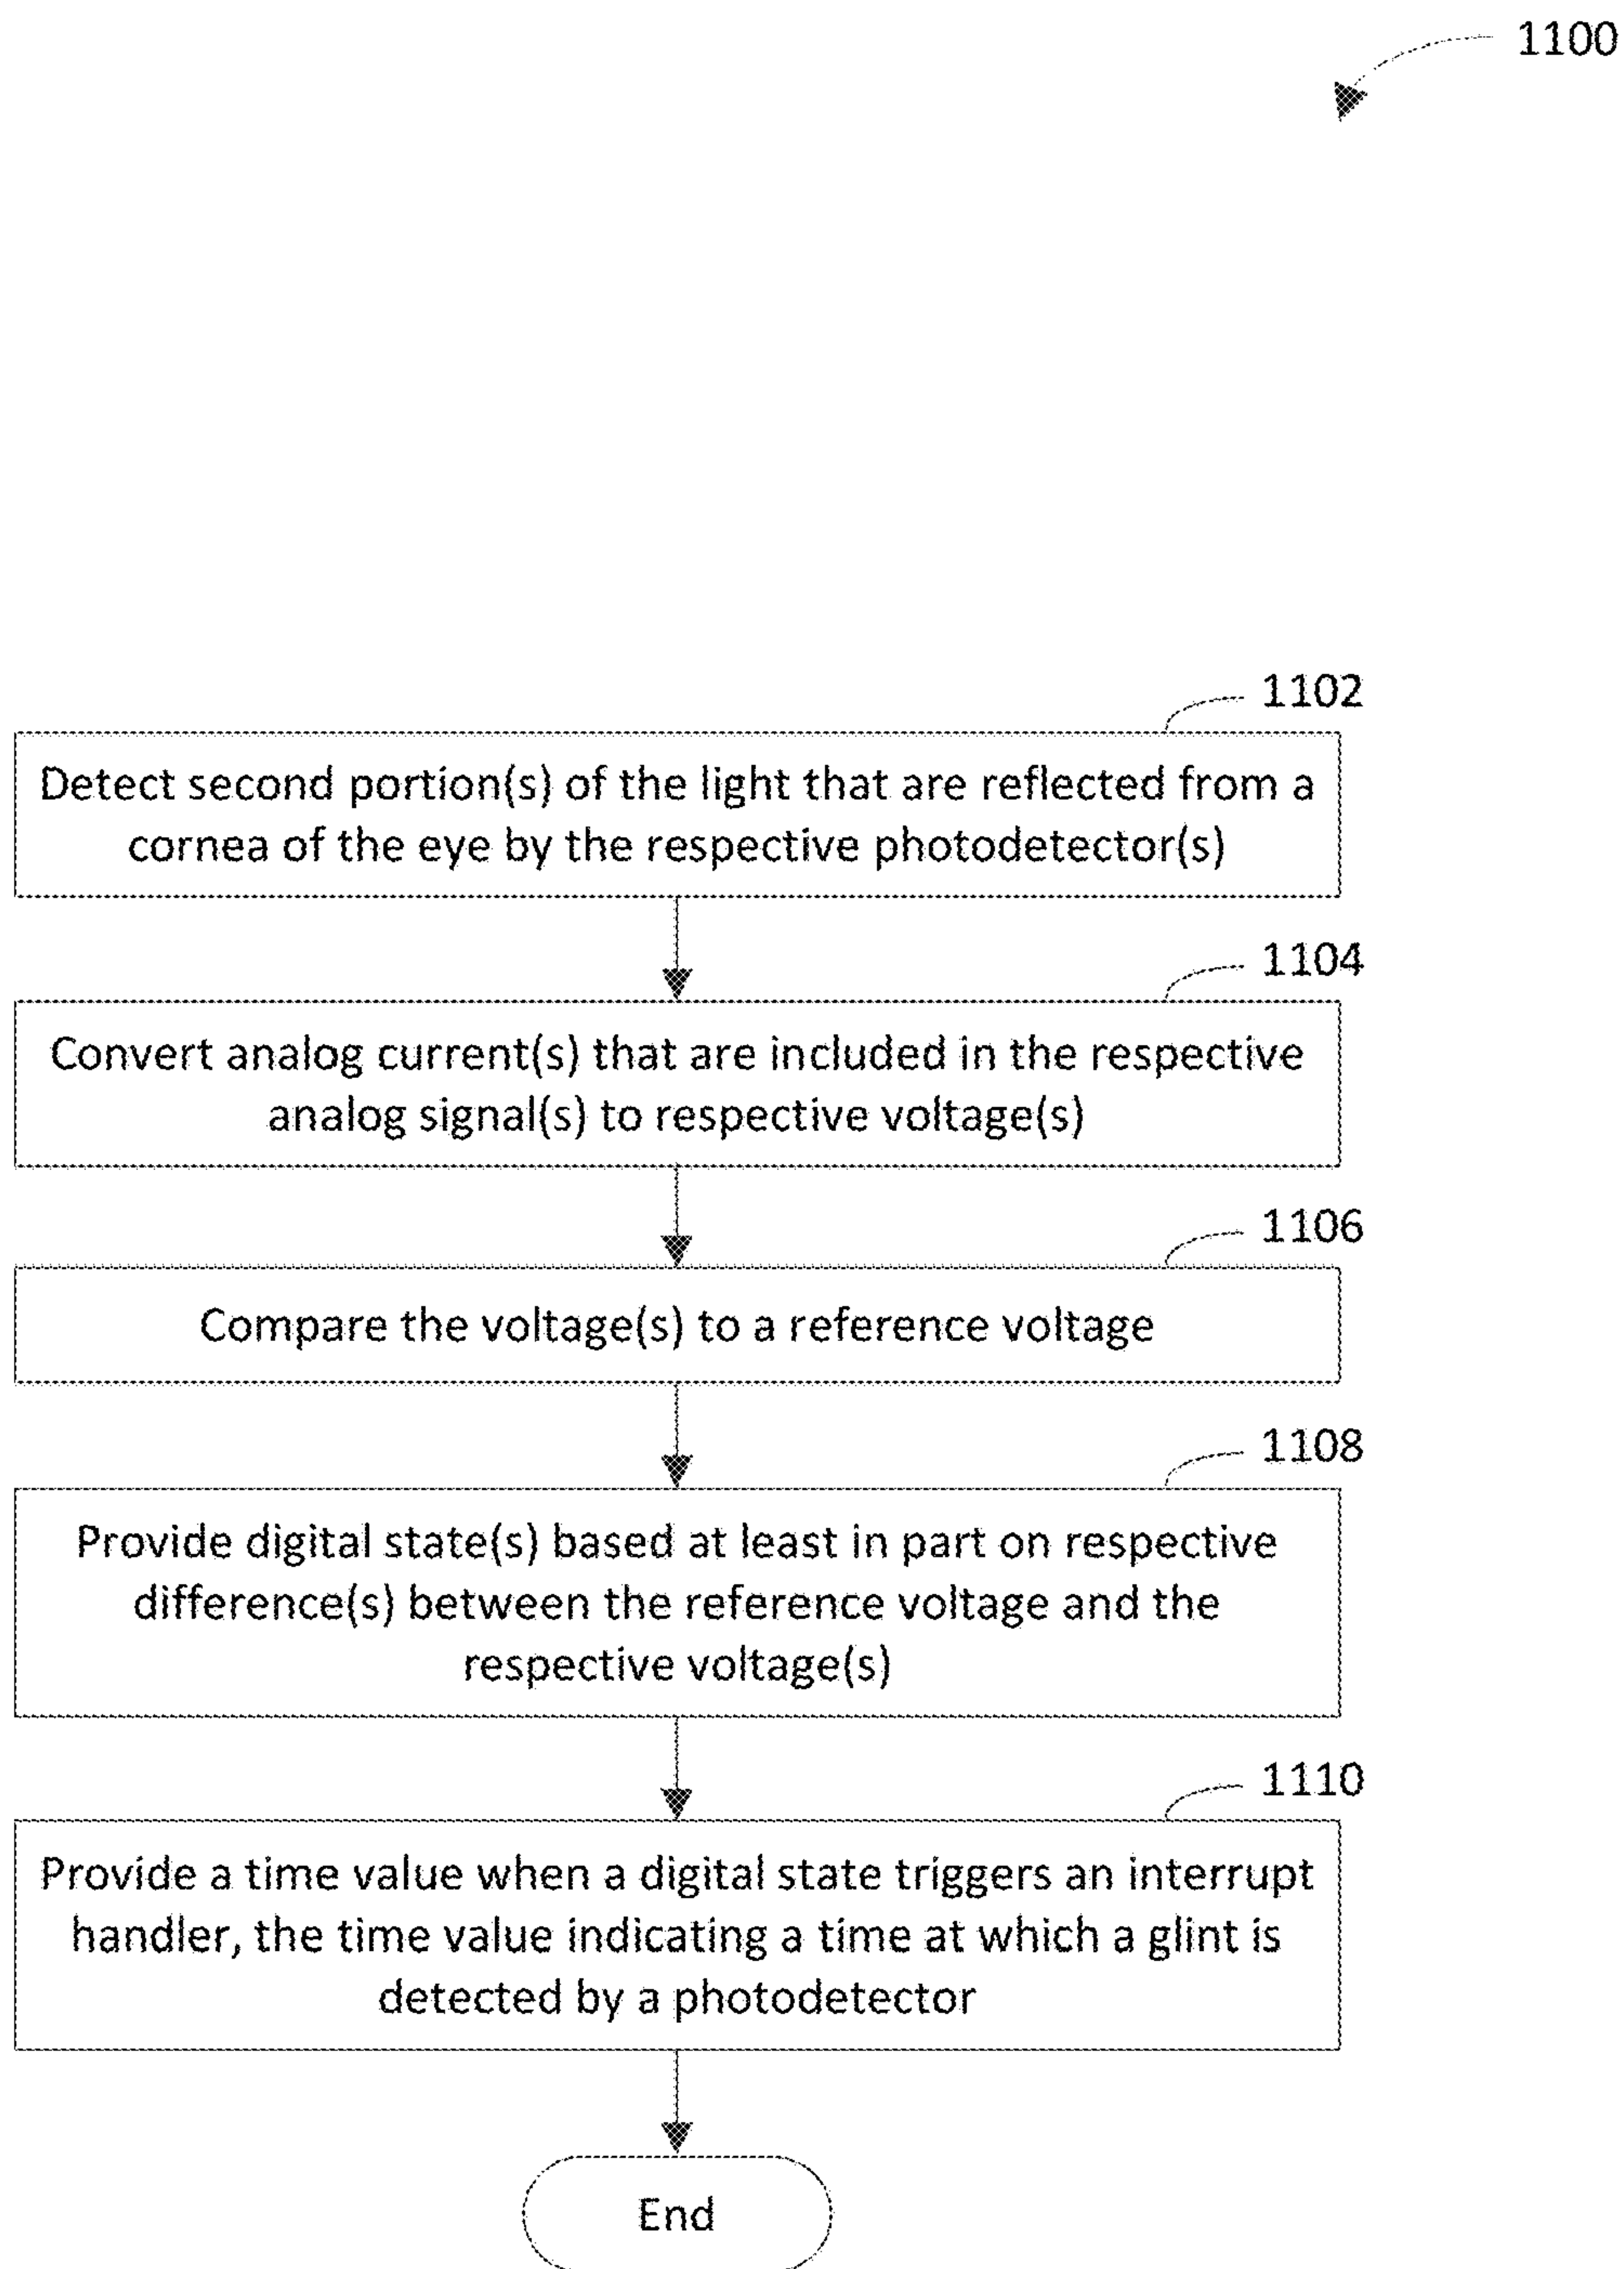 1100
1102
Detect second portion(s) of the light that are reflected from a
cornea of the eye by the respective photodetector(s)
1104
Convert analog current(s) that are included in the respective
analog signal(s) to respective voltage(s)
1106
Compare the voltage(s) to a reference voltage
1108
Provide digital state(s) based at least in part on respective
difference(s) between the reference voltage and the
respective voltage(s)
1110
Provide a time value when a digital state triggers an interrupt
handler, the time value indicating a time at which a glint is
detected by a photodetector
End